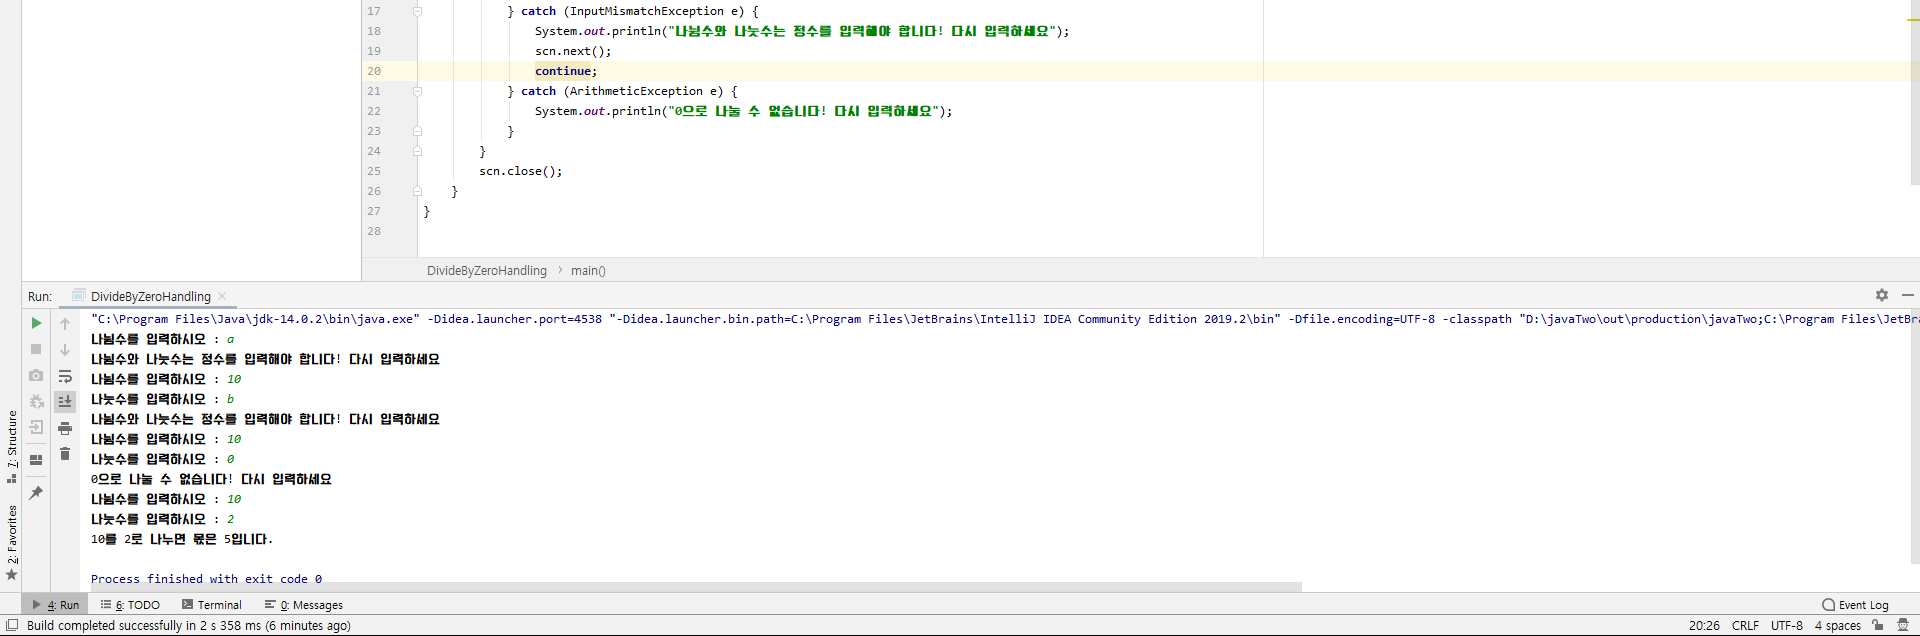 17 } catch (InputMismatchException e) {
18 System.out.println("나뉨수와 나눗수는 정수를 입력해야 합니다! 다시 입력하세요");
19 scn.next();
20 continue;
21 } catch (ArithmeticException e) {
22 System.out.println("0으로 나눌 수 없습니다! 다시 입력하세요");
23 }
24 }
25 scn.close();
26 }
27 }
28
DivideByZeroHandling › main()
Run: DivideByZeroHandling
"C:\Program Files\Java\jdk-14.0.2\bin\java.exe" -Didea.launcher.port=4538 "-Didea.launcher.bin.path=C:\Program Files\JetBrains\IntelliJ IDEA Community Edition 2019.2\bin" -Dfile.encoding=UTF-8 -classpath "D:\javaTwo\out\production\javaTwo;C:\Program Files\JetBra
나뉨수를 입력하시오 : a
나뉨수와 나눗수는 정수를 입력해야 합니다! 다시 입력하세요
나뉨수를 입력하시오 : 10
나눗수를 입력하시오 : b
나뉨수와 나눗수는 정수를 입력해야 합니다! 다시 입력하세요
나뉨수를 입력하시오 : 10
나눗수를 입력하시오 : 0
0으로 나눌 수 없습니다! 다시 입력하세요
나뉨수를 입력하시오 : 10
나눗수를 입력하시오 : 2
10를 2로 나누면 몫은 5입니다.
Process finished with exit code 0
7: Structure
2: Favorites
4: Run 6: TODO Terminal 0: Messages Event Log
Build completed successfully in 2 s 358 ms (6 minutes ago) 20:26 CRLF UTF-8 4 spaces